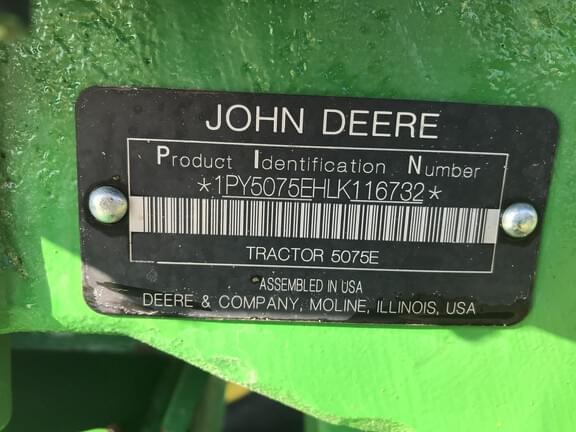 JOHN DEERE
Product Identification Number
*1PY5075EHLK116732*
TRACTOR 5075E
ASSEMBLED IN USA
DEERE & COMPANY, MOLINE, ILLINOIS, USA